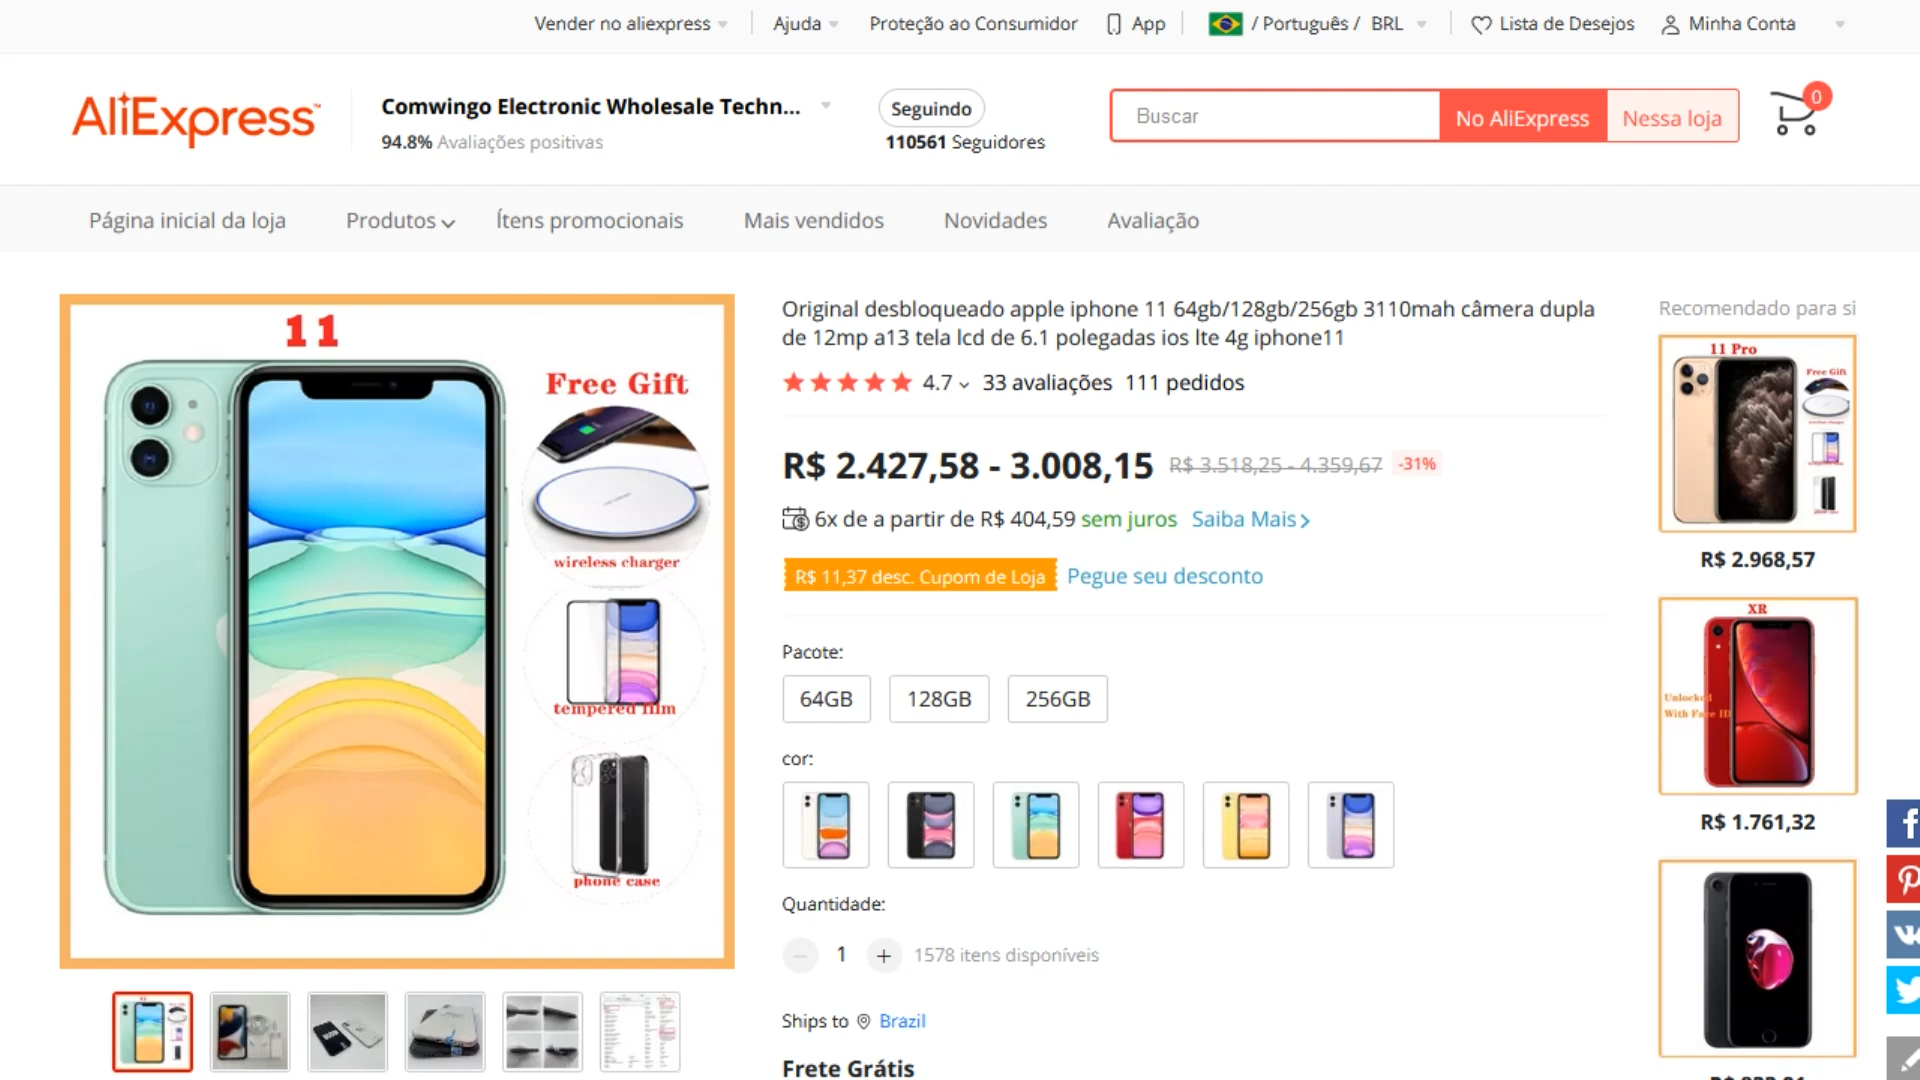 Vender no aliexpress
Ajuda
Proteção ao Consumidor
App
/ Português / BRL
Lista de Desejos
Minha Conta
AliExpress™
Comwingo Electronic Wholesale Techn...
94.8% Avaliações positivas
Seguindo
110561 Seguidores
Buscar
No AliExpress
Nessa loja
0
Página inicial da loja
Produtos
Ítens promocionais
Mais vendidos
Novidades
Avaliação
11
Free Gift
wireless charger
tempered film
phone case
Original desbloqueado apple iphone 11 64gb/128gb/256gb 3110mah câmera dupla
de 12mp a13 tela lcd de 6.1 polegadas ios lte 4g iphone11
4.7 33 avaliações 111 pedidos
R$ 2.427,58 - 3.008,15 R$ 3.518,25 - 4.359,67 -31%
6x de a partir de R$ 404,59 sem juros Saiba Mais
R$ 11,37 desc. Cupom de Loja Pegue seu desconto
Pacote:
64GB 128GB 256GB
cor:
Quantidade:
1 + 1578 itens disponíveis
Ships to Brazil
Frete Grátis
Recomendado para si
11 Pro
Free Gift
R$ 2.968,57
XR
Unlocked
With Face ID
R$ 1.761,32